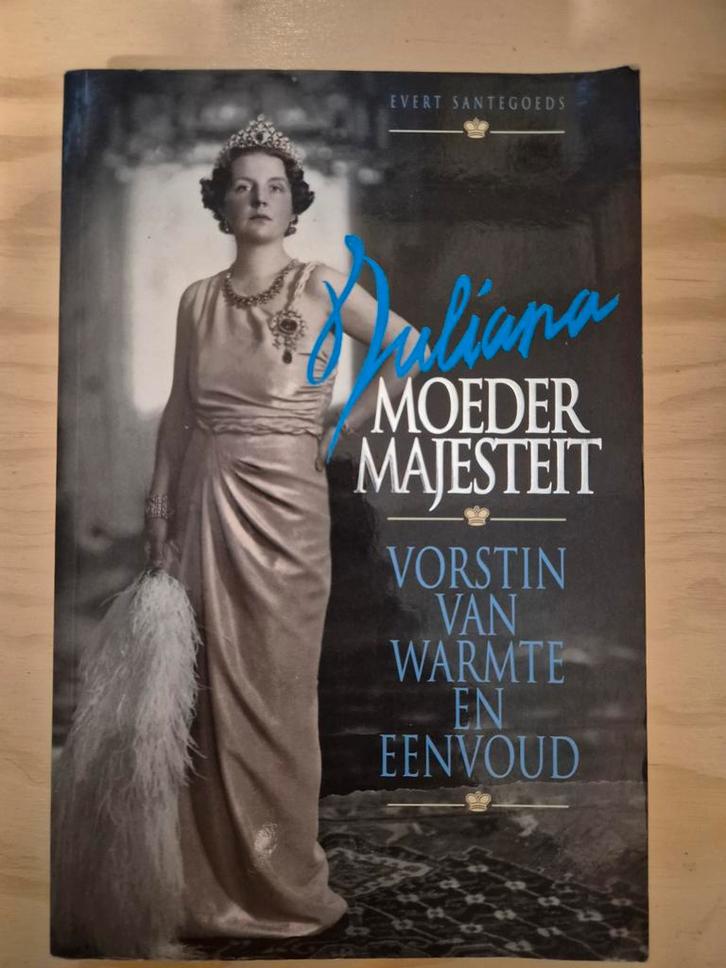 EVERT SANTEGOEDS
Juliana
MOEDER
MAJESTEIT
VORSTIN
VAN
WARMTE
EN
EENVOUD